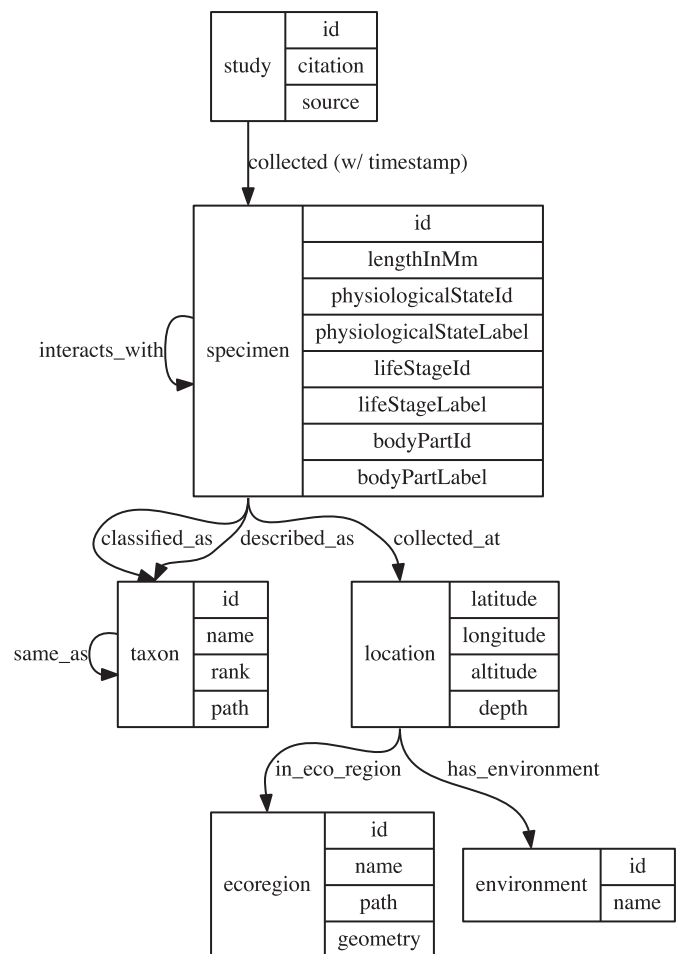 study
id
citation
source
collected (w/ timestamp)
interacts_with
specimen
id
lengthInMm
physiologicalStateId
physiologicalStateLabel
lifeStageId
lifeStageLabel
bodyPartId
bodyPartLabel
classified_as
described_as
collected_at
same_as
taxon
id
name
rank
path
location
latitude
longitude
altitude
depth
in_eco_region
has_environment
ecoregion
id
name
path
geometry
environment
id
name